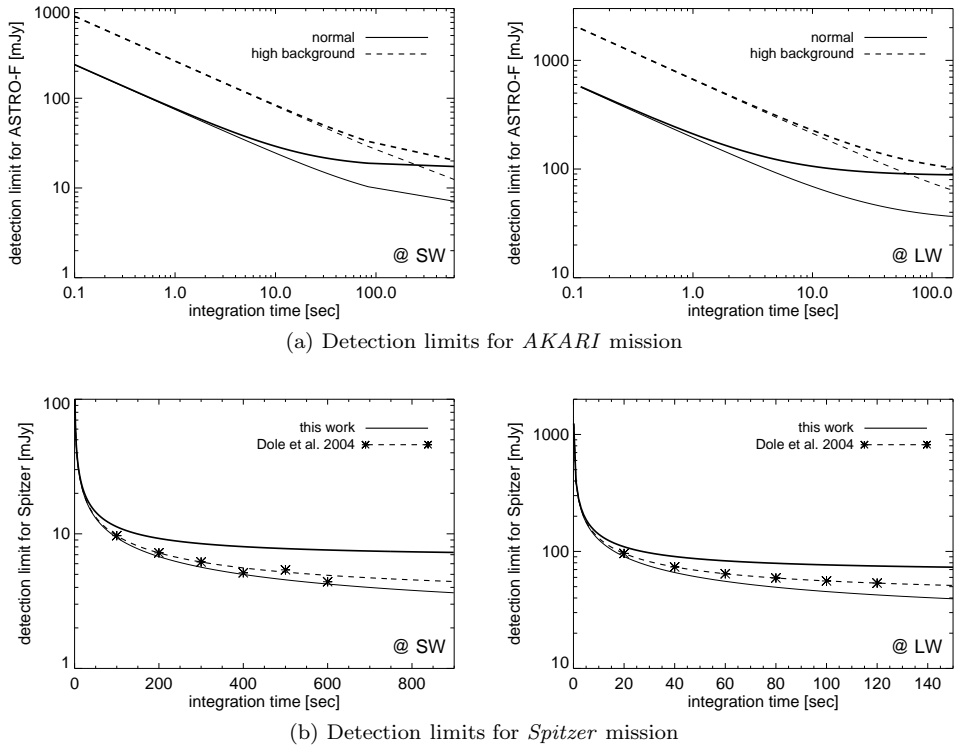 detection limit for ASTRO-F [mJy]
1000
100
10
1
normal
high background
@ SW
0.1 1.0 10.0 100.0
integration time [sec]
detection limit for ASTRO-F [mJy]
1000
100
10
normal
high background
@ LW
0.1 1.0 10.0 100.0
integration time [sec]
(a) Detection limits for AKARI mission
detection limit for Spitzer [mJy]
100
10
1
this work
Dole et al. 2004
@ SW
0 200 400 600 800
integration time [sec]
detection limit for Spitzer [mJy]
1000
100
10
this work
Dole et al. 2004
@ LW
0 20 40 60 80 100 120 140
integration time [sec]
(b) Detection limits for Spitzer mission